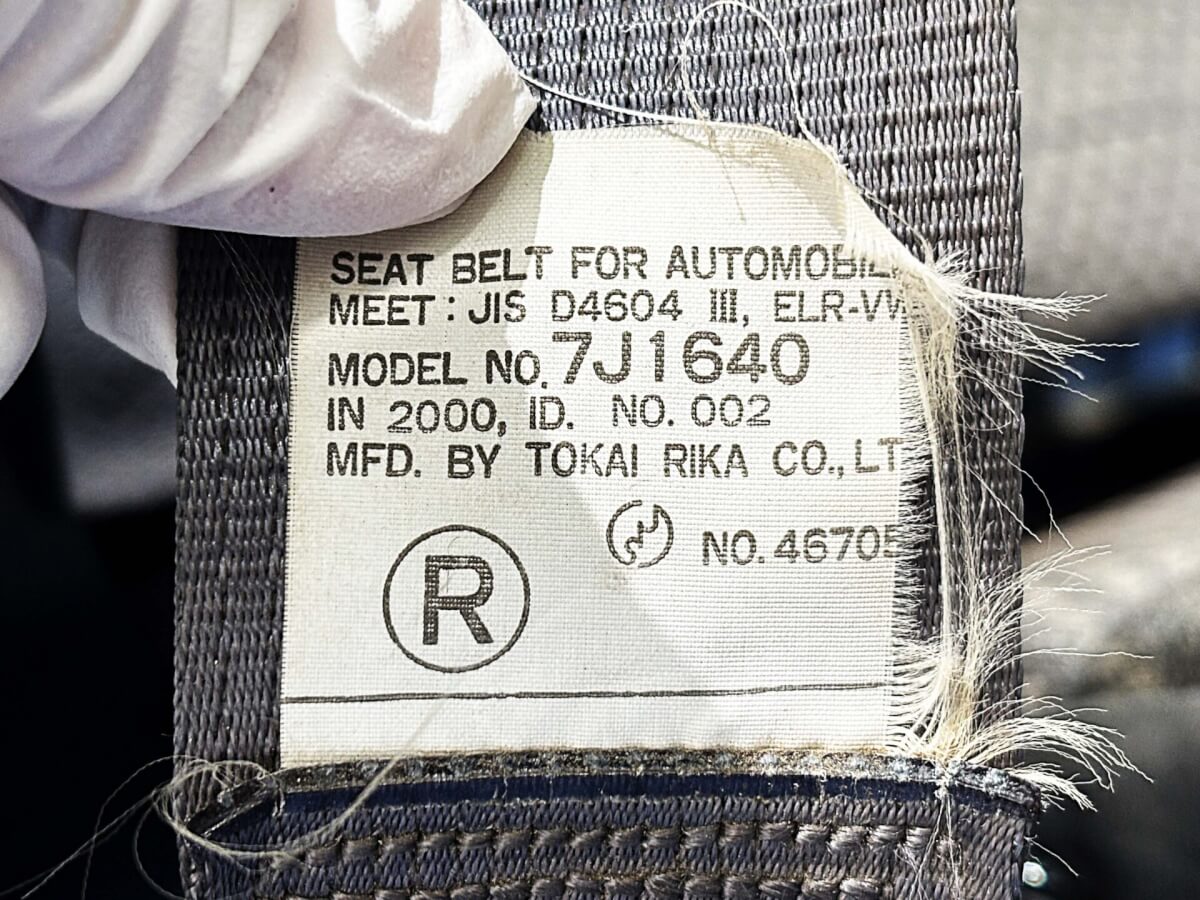 SEAT BELT FOR AUTOMOBIL
MEET: JIS D4604 III, ELR-VW
MODEL NO. 7J1640
IN 2000, ID. NO. 002
MFD. BY TOKAI RIKA CO., LT
NO. 46705
R